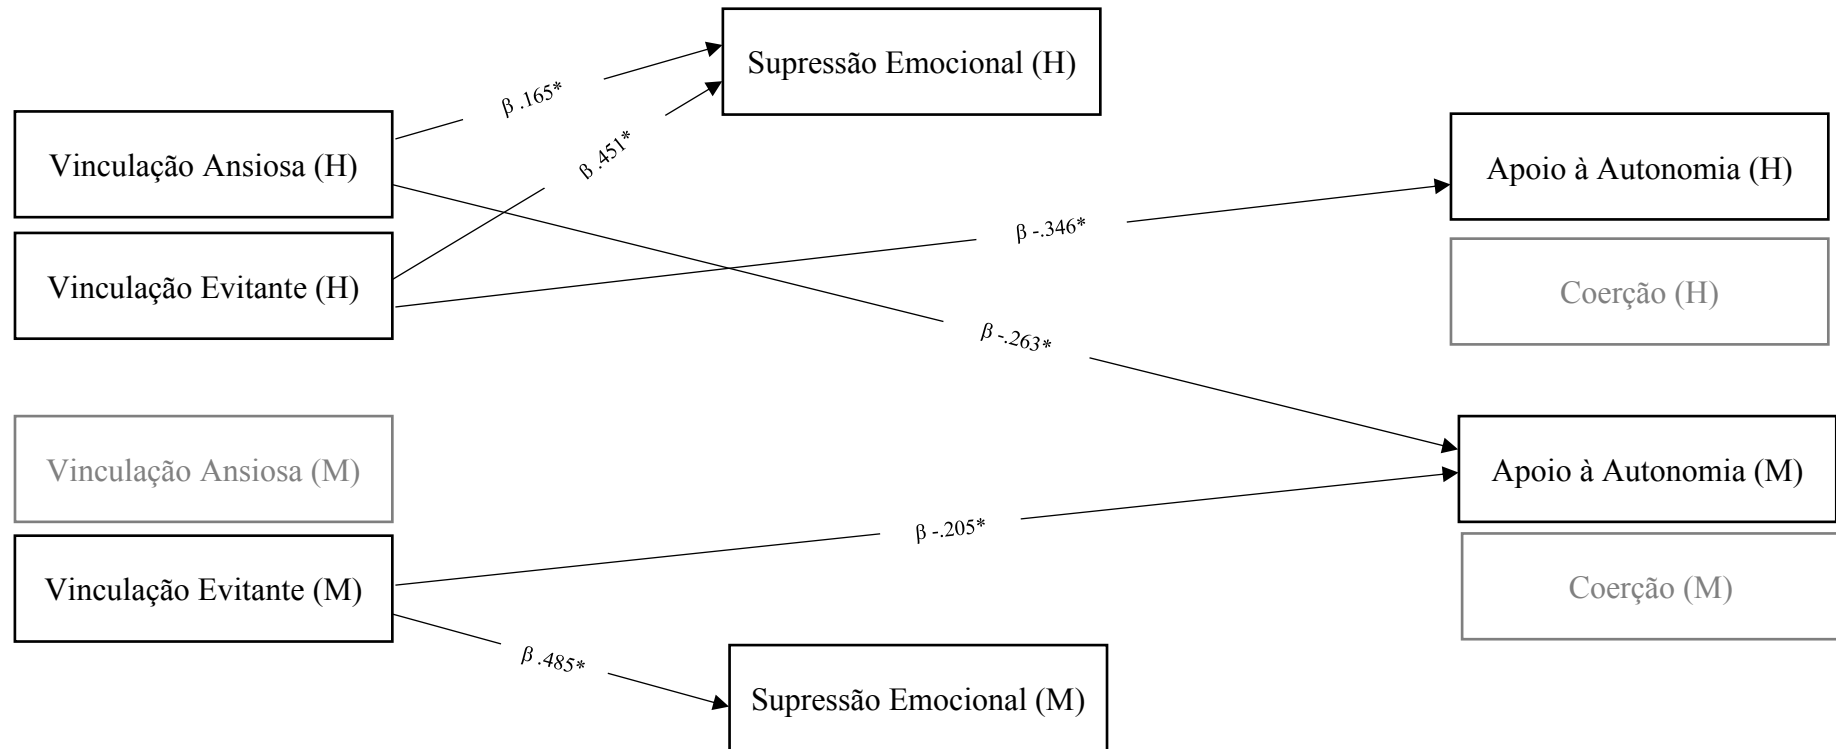 Supressão Emocional (H)
β .165*
Vinculação Ansiosa (H)
β .451*
Apoio à Autonomia (H)
β -.346*
Vinculação Evitante (H)
Coerção (H)
β -.263*
Vinculação Ansiosa (M)
Apoio à Autonomia (M)
β -.205*
Vinculação Evitante (M)
Coerção (M)
β .485*
Supressão Emocional (M)